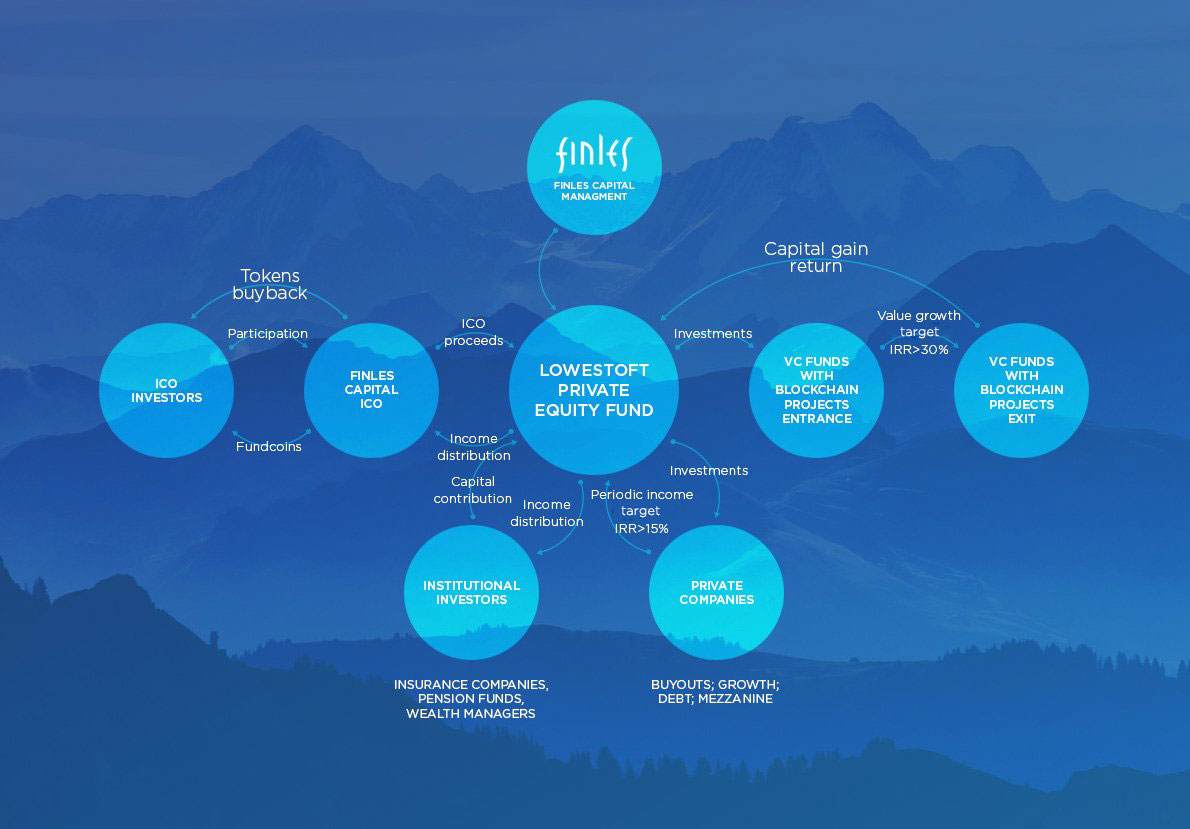 finles
FINLES CAPITAL
MANAGMENT
Capital gain
return
Tokens
buyback
Value growth
target
IRR>30%
Participation
ICO
proceeds
Investments
ICO
INVESTORS
FINLES
CAPITAL
ICO
LOWESTOFT
PRIVATE
EQUITY FUND
VC FUNDS
WITH
BLOCKCHAIN
PROJECTS
ENTRANCE
VC FUNDS
WITH
BLOCKCHAIN
PROJECTS
EXIT
Fundcoins
Income
distribution
Capital
contribution
Income
distribution
Periodic income
target
IRR>15%
Investments
INSTITUTIONAL
INVESTORS
PRIVATE
COMPANIES
INSURANCE COMPANIES,
PENSION FUNDS,
WEALTH MANAGERS
BUYOUTS; GROWTH;
DEBT; MEZZANINE